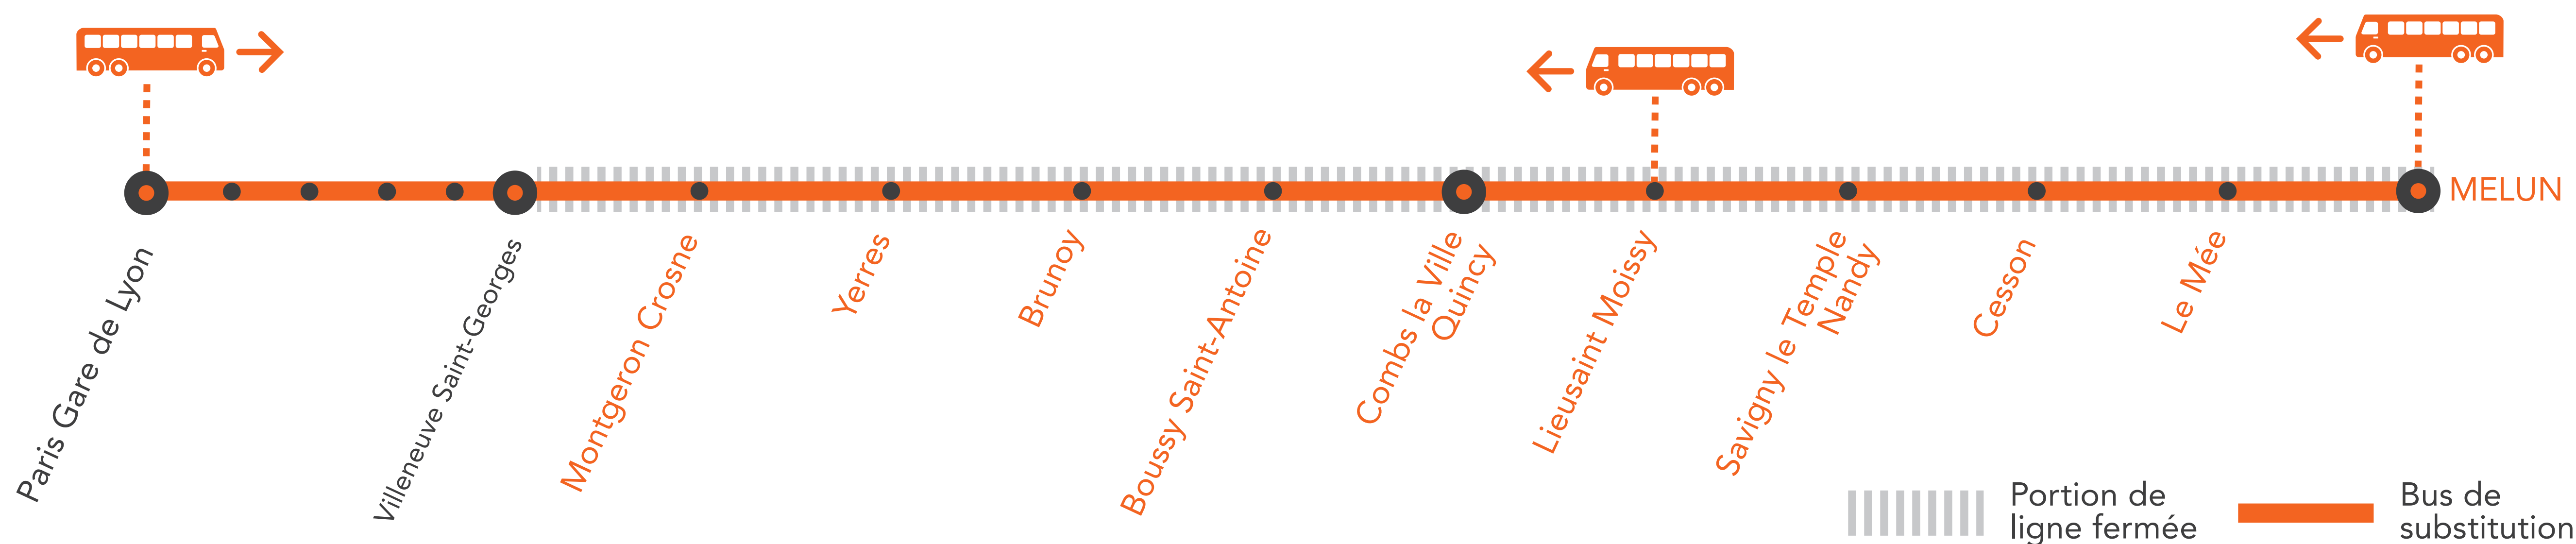 Paris Gare de Lyon
Villeneuve Saint-Georges
Montgeron Crosne
Yerres
Brunoy
Boussy Saint-Antoine
Combs la Ville
Quincy
Lieusaint Moissy
Savigny le Temple
Nandy
Cesson
Le Mée
MELUN
Portion de
ligne fermée
Bus de
substitution